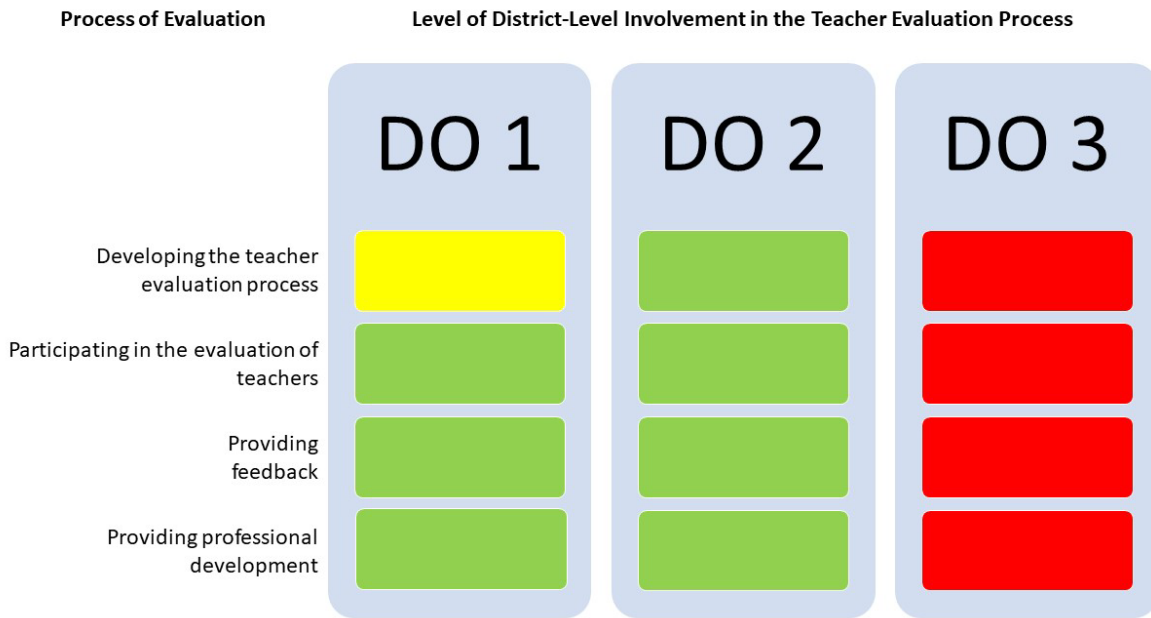 Process of Evaluation
Level of District-Level Involvement in the Teacher Evaluation Process
DO 1
DO 2
DO 3
Developing the teacher
evaluation process
Participating in the evaluation of
teachers
Providing
feedback
Providing professional
development